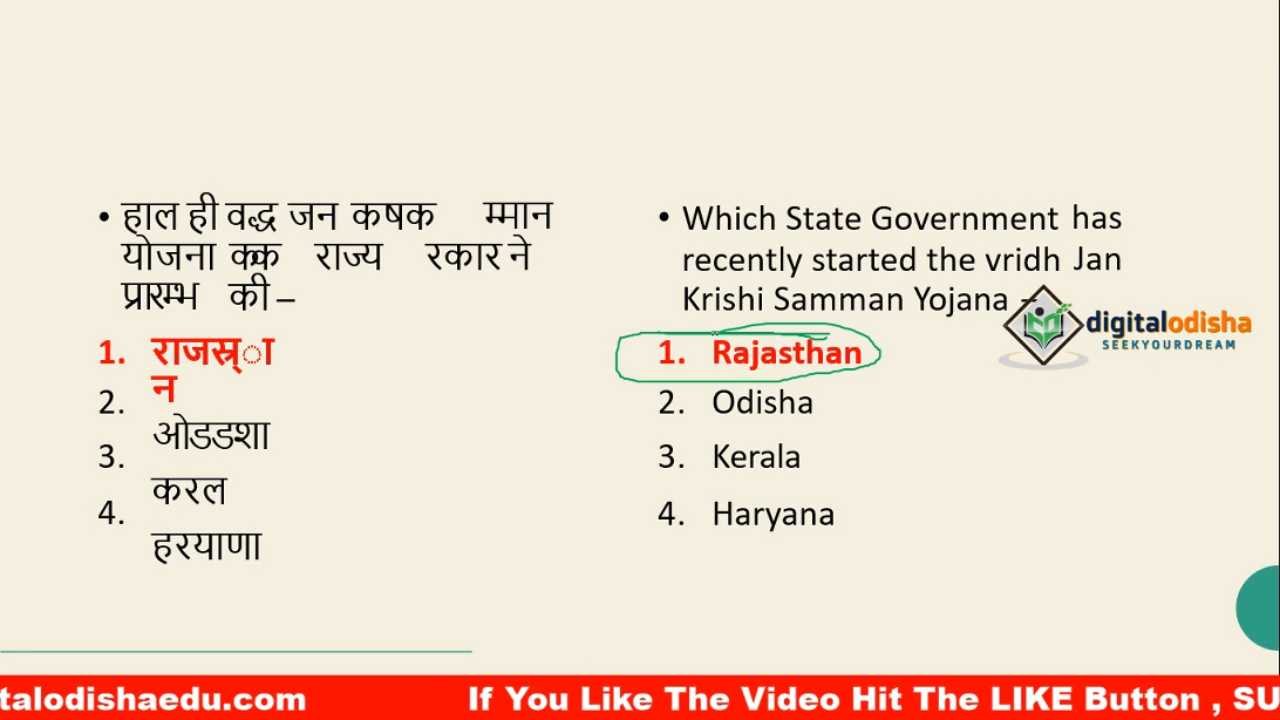 • हाल ही वद्ध जन कषक म्मान
योजना कक राज्य रकार ने
प्रारम्भ की –
1. राजस्र्ा
न
2.
ओडडशा
3.
करल
4.
हरयाणा
• Which State Government has
recently started the vridh Jan
Krishi Samman Yojana –
1. Rajasthan
2. Odisha
3. Kerala
4. Haryana
digitalodisha
SEEKYOURDREAM
talodishaedu.com If You Like The Video Hit The LIKE Button , SU